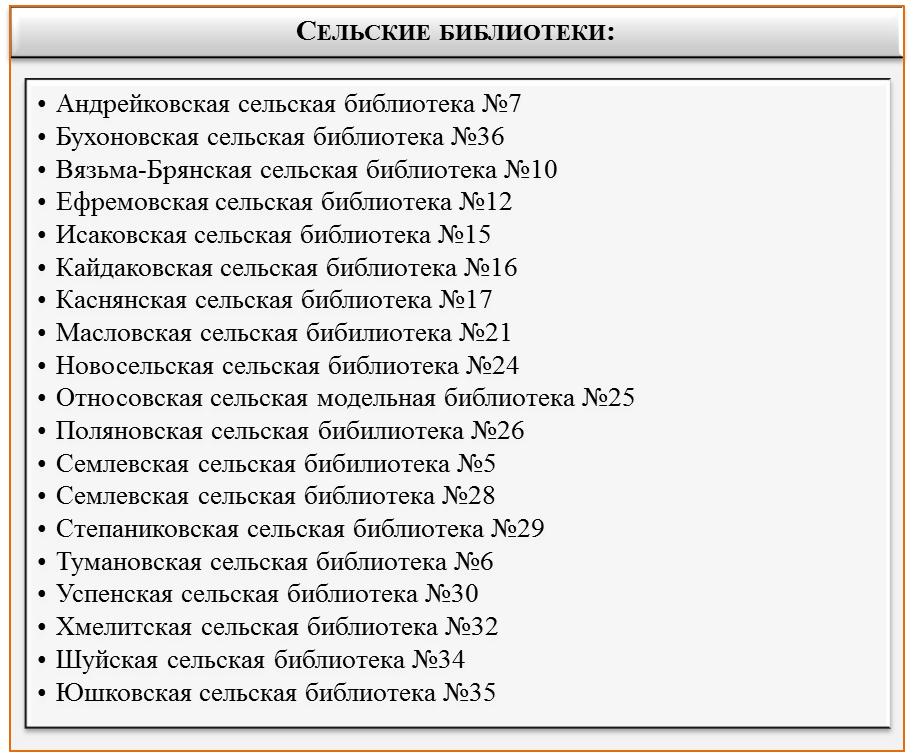 СЕЛЬСКИЕ БИБЛИОТЕКИ:
• Андрейковская сельская библиотека №7
• Бухоновская сельская библиотека №36
• Вязьма-Брянская сельская библиотека №10
• Ефремовская сельская библиотека №12
• Исаковская сельская библиотека №15
• Кайдаковская сельская библиотека №16
• Каснянская сельская библиотека №17
• Масловская сельская бибилиотека №21
• Новосельская сельская библиотека №24
• Относовская сельская модельная библиотека №25
• Поляновская сельская бибилиотека №26
• Семлевская сельская бибилиотека №5
• Семлевская сельская библиотека №28
• Степаниковская сельская библиотека №29
• Тумановская сельская библиотека №6
• Успенская сельская библиотека №30
• Хмелитская сельская библиотека №32
• Шуйская сельская библиотека №34
• Юшковская сельская библиотека №35